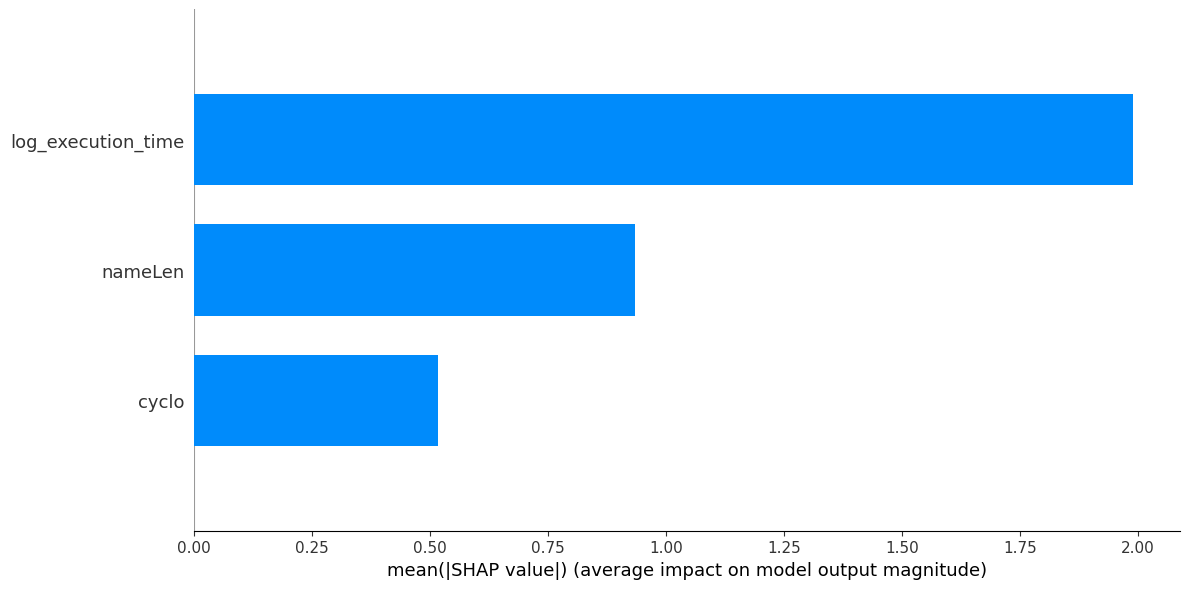 log_execution_time
nameLen
cyclo
0.00 0.25 0.50 0.75 1.00 1.25 1.50 1.75 2.00
mean(|SHAP value|) (average impact on model output magnitude)